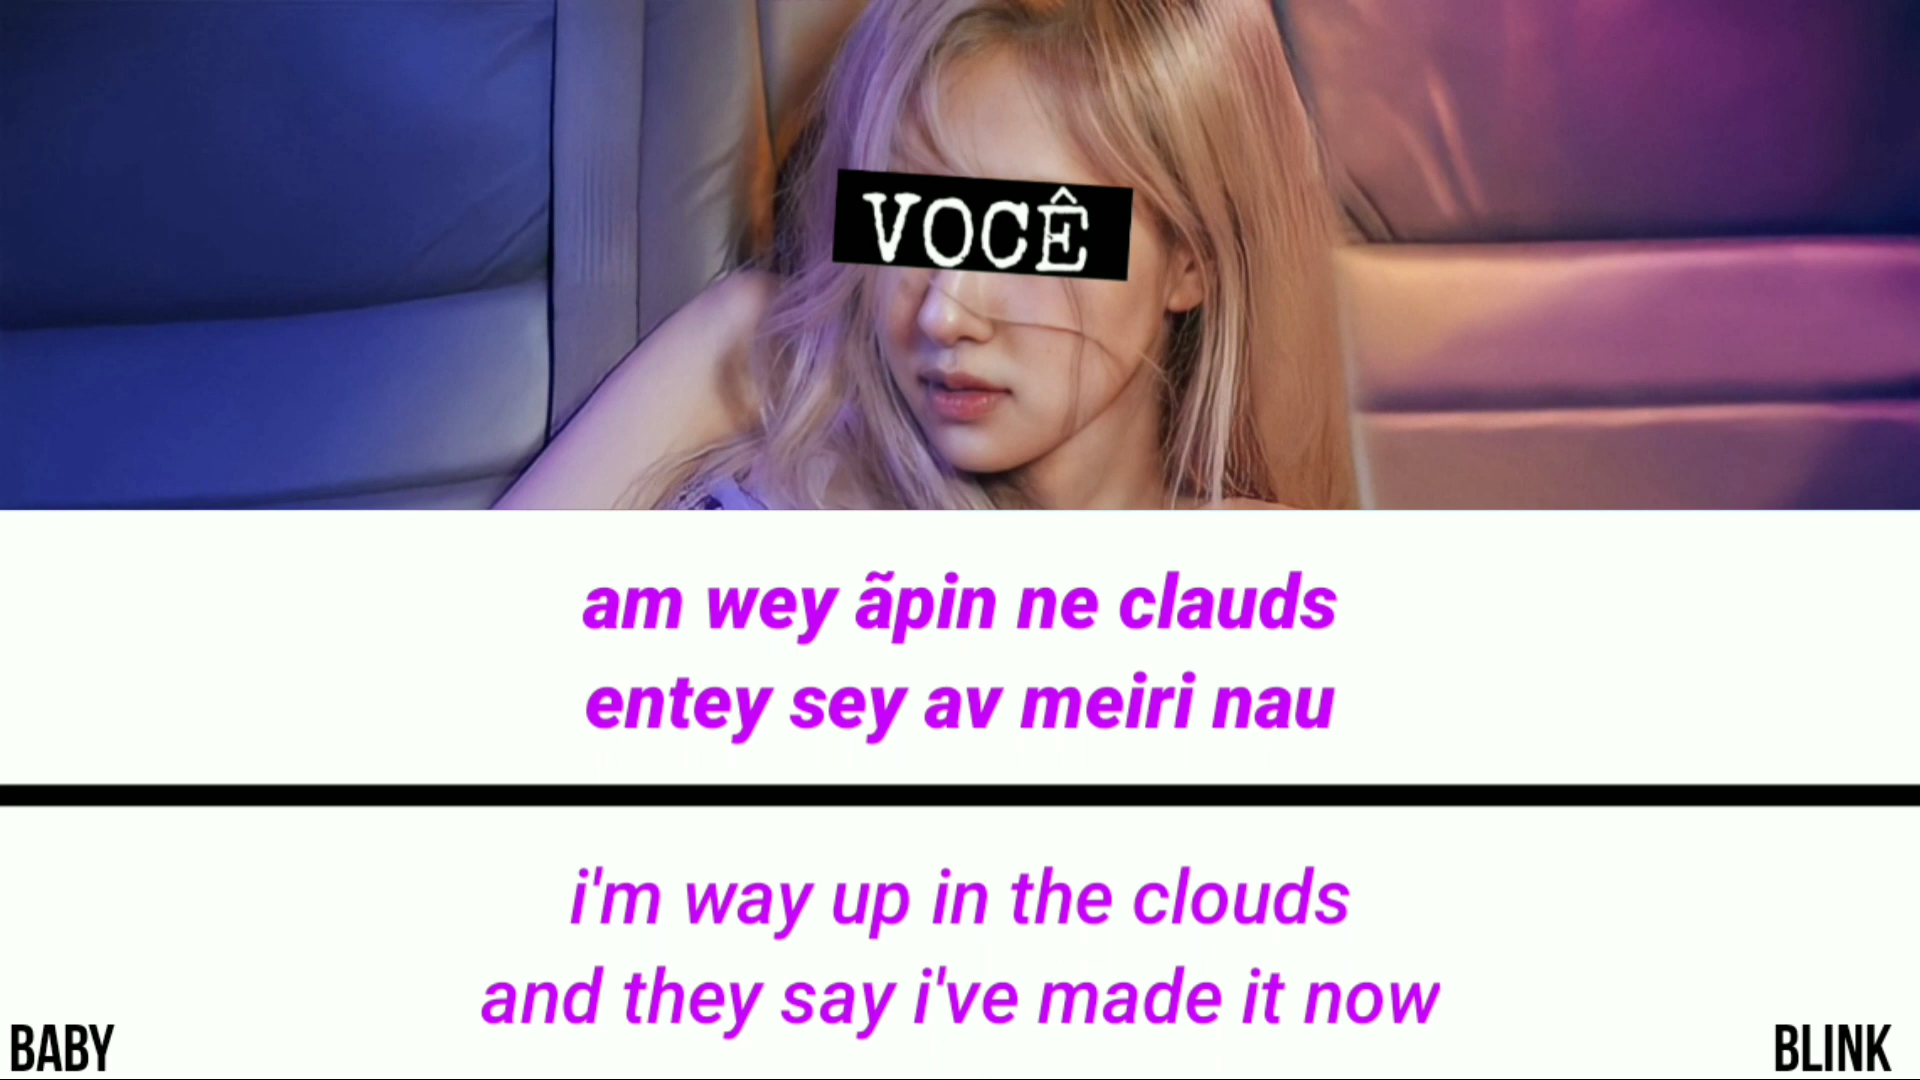 VOCÊ
am wey ãpin ne clauds
entey sey av meiri nau
i'm way up in the clouds
and they say i've made it now
BABY
BLINK